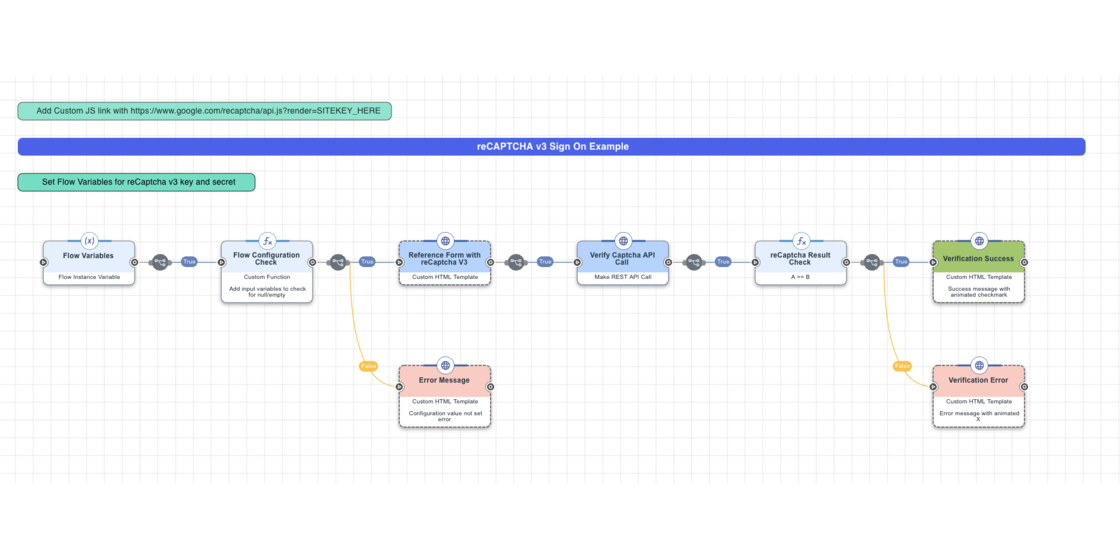 Add Custom JS link with https://www.google.com/recaptcha/api.js?render=SITEKEY_HERE
reCAPTCHA v3 Sign On Example
Set Flow Variables for reCaptcha v3 key and secret
(x)
Flow Variables
Flow Instance Variable
True
fx
Flow Configuration
Check
Custom Function
Add input variables to check
for null/empty
True
Reference Form with
reCaptcha V3
Custom HTML Template
True
Verify Captcha API
Call
Make REST API Call
True
fx
reCaptcha Result
Check
A >= B
True
Verification Success
Custom HTML Template
Success message with
animated checkmark
False
Error Message
Custom HTML Template
Configuration value not set
error
False
Verification Error
Custom HTML Template
Error message with animated
X